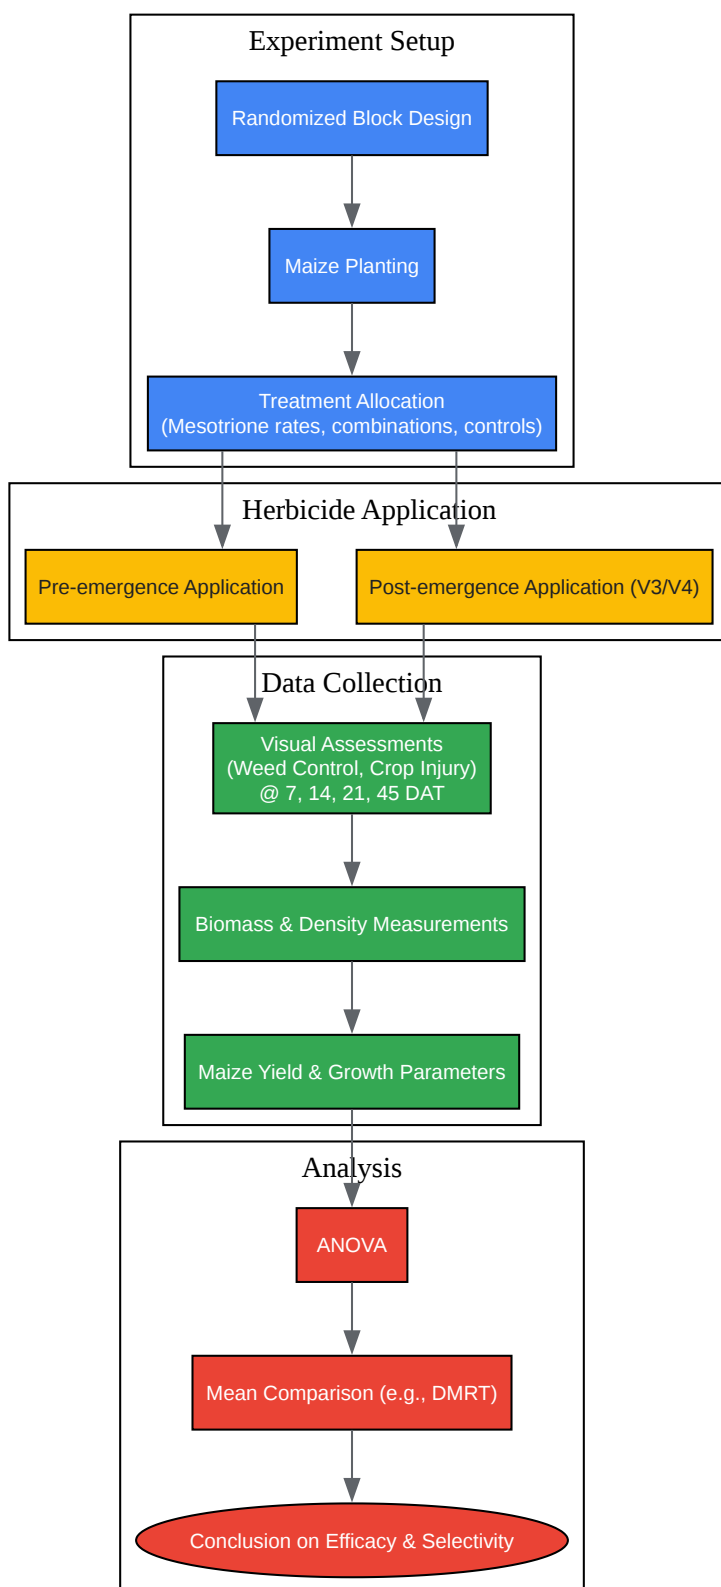 Experiment Setup
Randomized Block Design
Maize Planting
Treatment Allocation
(Mesotrione rates, combinations, controls)
Herbicide Application
Pre-emergence Application
Post-emergence Application (V3/V4)
Data Collection
Visual Assessments
(Weed Control, Crop Injury)
@ 7, 14, 21, 45 DAT
Biomass & Density Measurements
Maize Yield & Growth Parameters
Analysis
ANOVA
Mean Comparison (e.g., DMRT)
Conclusion on Efficacy & Selectivity